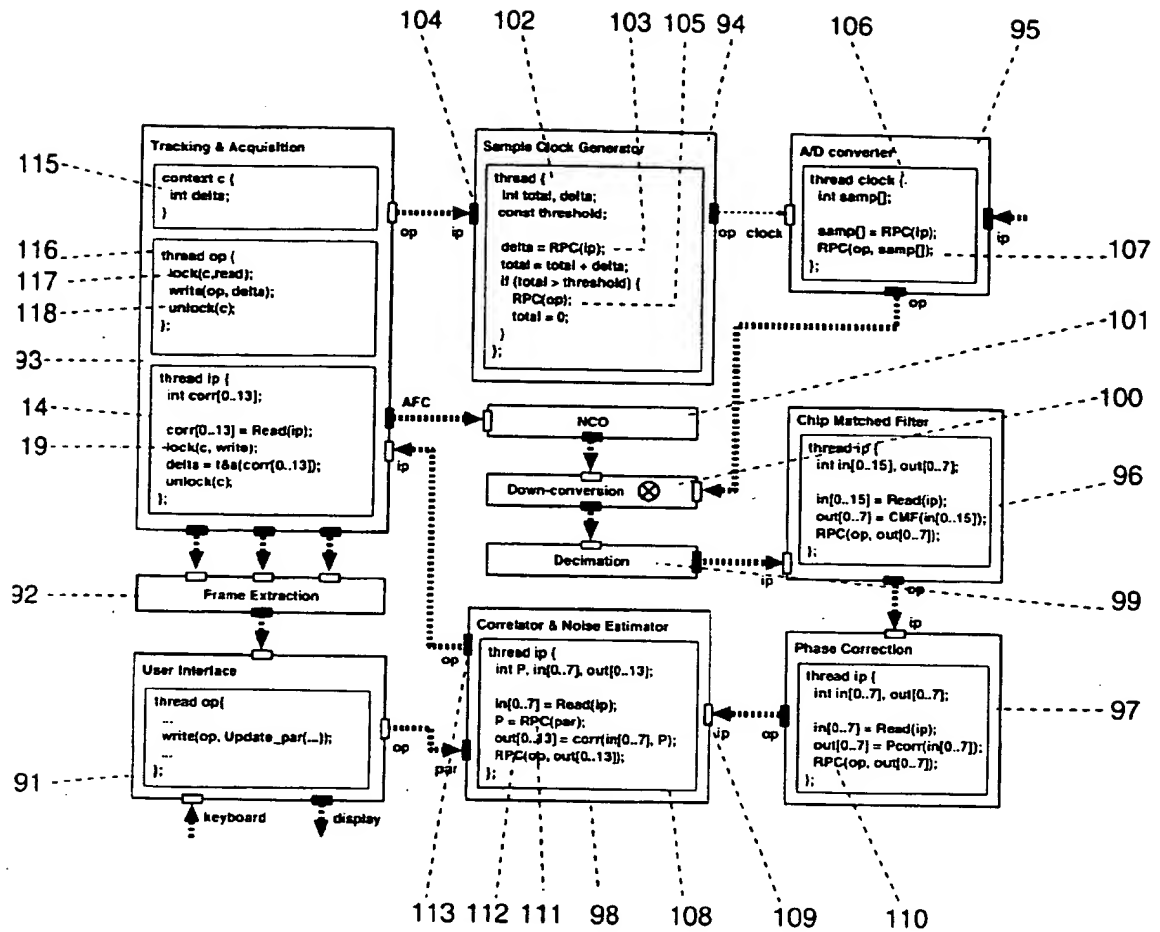 104 102 103 105 94 106 95
Tracking & Acquisition
115
context c {
int delta;
}
116
thread op {
117
lock(c,read);
write(op, delta);
118
unlock(c);
};
93
thread ip {
int corr[0..13];
14
corr[0..13] = Read(ip);
19
lock(c, write);
delta = t&a(corr[0..13]);
unlock(c);
};
op
ip
AFC
ip
Sample Clock Generator
thread {
int total, delta;
const threshold;
delta = RPC(ip);
total = total + delta;
if (total > threshold) {
RPC(op);
total = 0;
}
};
op clock
A/D converter
thread clock {
int samp[];
samp[] = RPC(ip);
RPC(op, samp[]);
};
ip
107
op
101
NCO
100
Down-conversion
Decimation
ip
Chip Matched Filter
thread ip {
int in[0..15], out[0..7];
in[0..15] = Read(ip);
out[0..7] = CMF(in[0..15]);
RPC(op, out[0..7]);
};
96
op
99
ip
92
Frame Extraction
User Interface
thread op{
...
write(op, Update_par(...));
...
};
91
op
keyboard
display
Correlator & Noise Estimator
op
thread ip {
int P, in[0..7], out[0..13];
in[0..7] = Read(ip);
P = RPC(par);
out[0..13] = corr(in[0..7], P);
RPC(op, out[0..13]);
};
par
ip
op
Phase Correction
thread ip {
int in[0..7], out[0..7];
in[0..7] = Read(ip);
out[0..7] = Pcorr(in[0..7]);
RPC(op, out[0..7]);
};
97
113 112 111 98 108 109 110